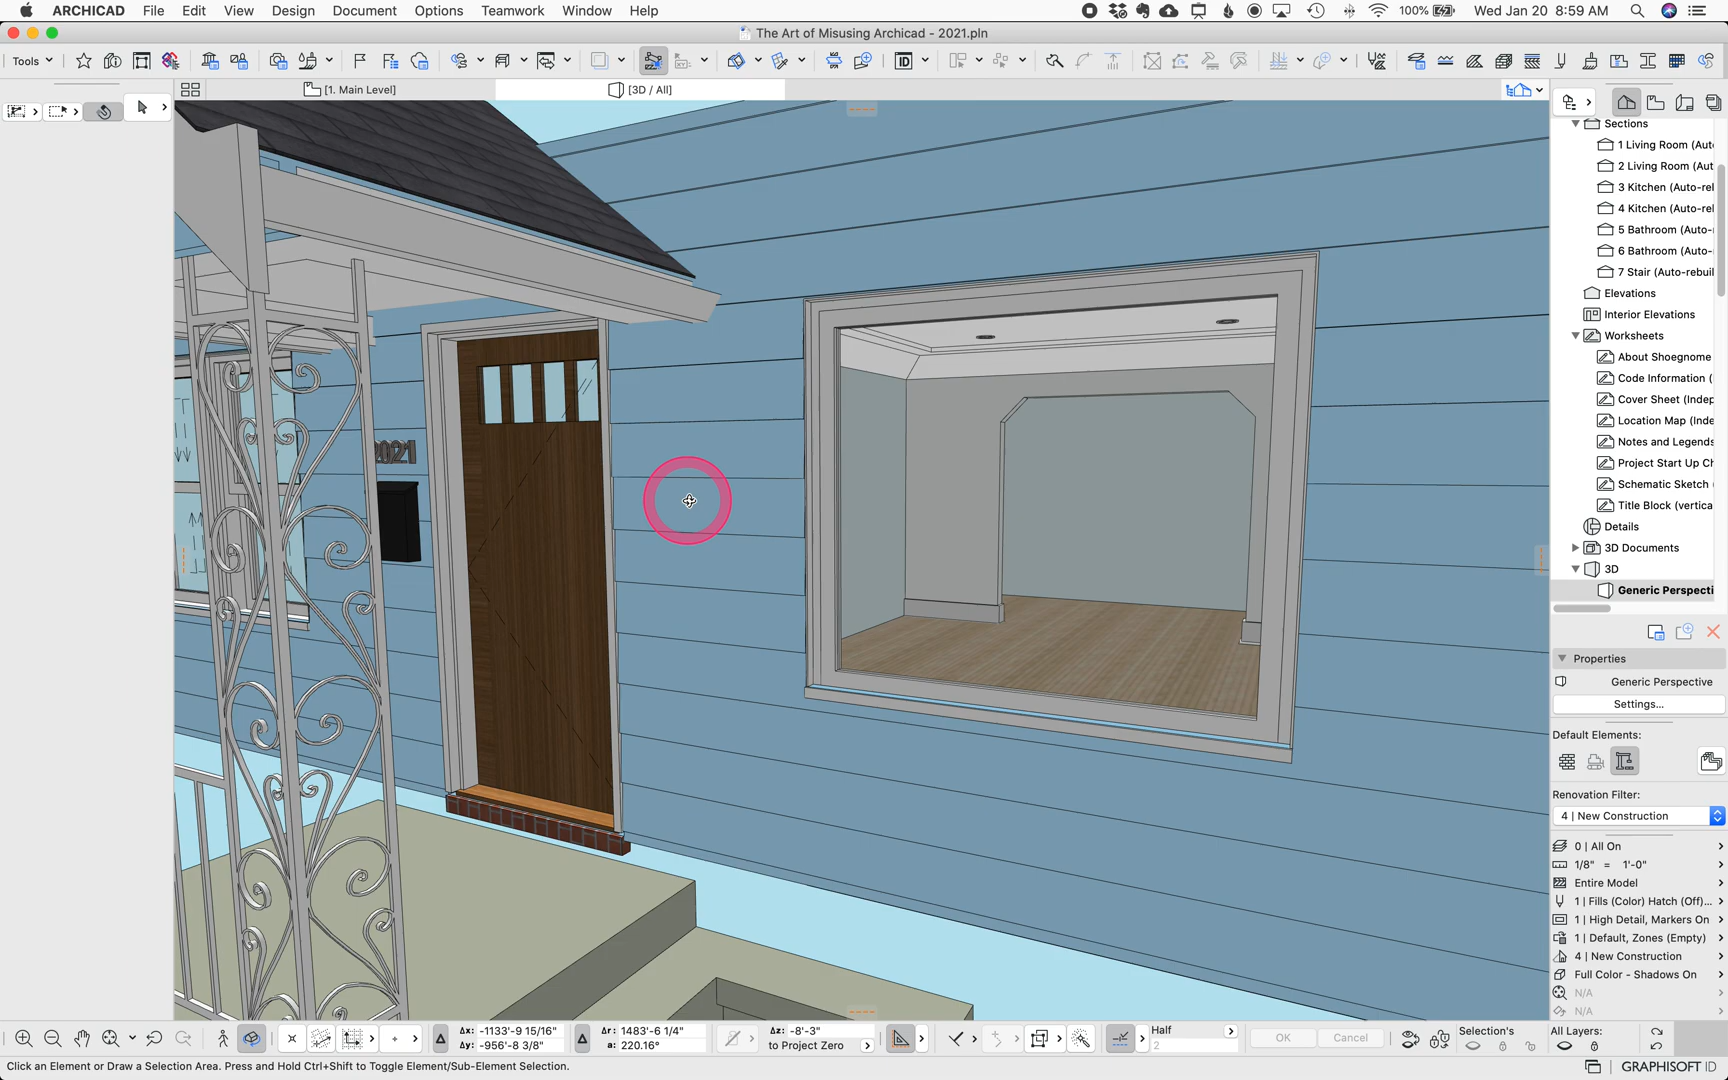 ARCHICAD File Edit View Design Document Options Teamwork Window Help
100% Wed Jan 20 8:59 AM
The Art of Misusing Archicad - 2021.pln
Tools
ID
[1. Main Level]
[3D / All]
Sections
1 Living Room (Aut
2 Living Room (Aut
3 Kitchen (Auto-rel
4 Kitchen (Auto-rel
5 Bathroom (Auto-
6 Bathroom (Auto-
7 Stair (Auto-rebuil
Elevations
Interior Elevations
Worksheets
About Shoegnome
Code Information (
Cover Sheet (Indep
Location Map (Inde
Notes and Legends
Project Start Up Ch
Schematic Sketch
Title Block (vertica
Details
3D Documents
3D
Generic Perspecti
Properties
Generic Perspective
Settings...
Default Elements:
Renovation Filter:
4 | New Construction
0 | All On
1/8" = 1'-0"
Entire Model
1 | Fills (Color) Hatch (Off)...
1 | High Detail, Markers On
1 | Default, Zones (Empty)
4 | New Construction
Full Color - Shadows On
N/A
N/A
2021
Δx: -1133'-9 15/16"
Δy: -956'-8 3/8"
Δr: 1483'-6 1/4"
a: 220.16°
Δz: -8'-3"
to Project Zero
Half
2
OK
Cancel
Selection's
All Layers:
Click an Element or Draw a Selection Area. Press and Hold Ctrl+Shift to Toggle Element/Sub-Element Selection.
GRAPHISOFT ID